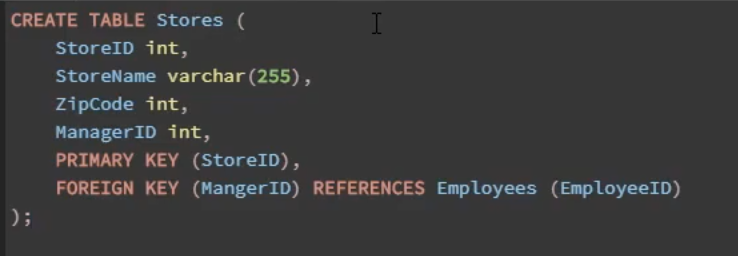 CREATE TABLE Stores (
    StoreID int,
    StoreName varchar(255),
    ZipCode int,
    ManagerID int,
    PRIMARY KEY (StoreID),
    FOREIGN KEY (MangerID) REFERENCES Employees (EmployeeID)
);